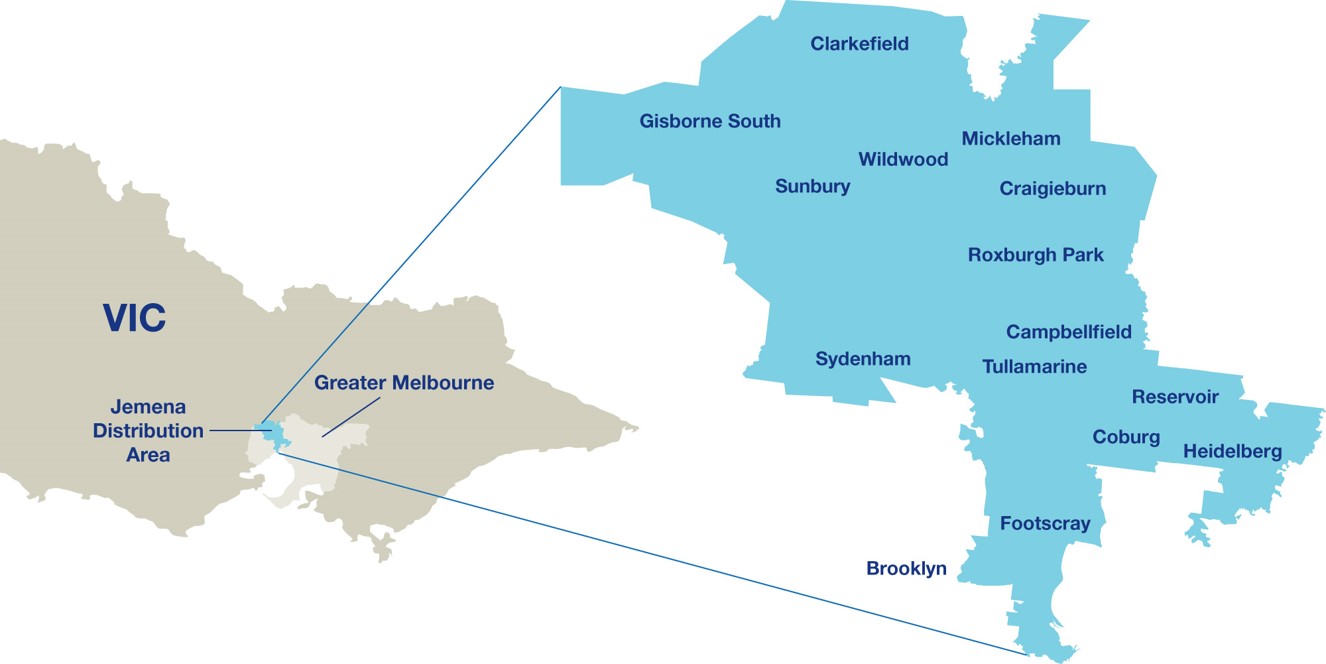 VIC
Greater Melbourne
Jemena
Distribution
Area
Clarkefield
Gisborne South
Mickleham
Wildwood
Sunbury
Craigieburn
Roxburgh Park
Campbellfield
Sydenham
Tullamarine
Reservoir
Coburg
Heidelberg
Footscray
Brooklyn